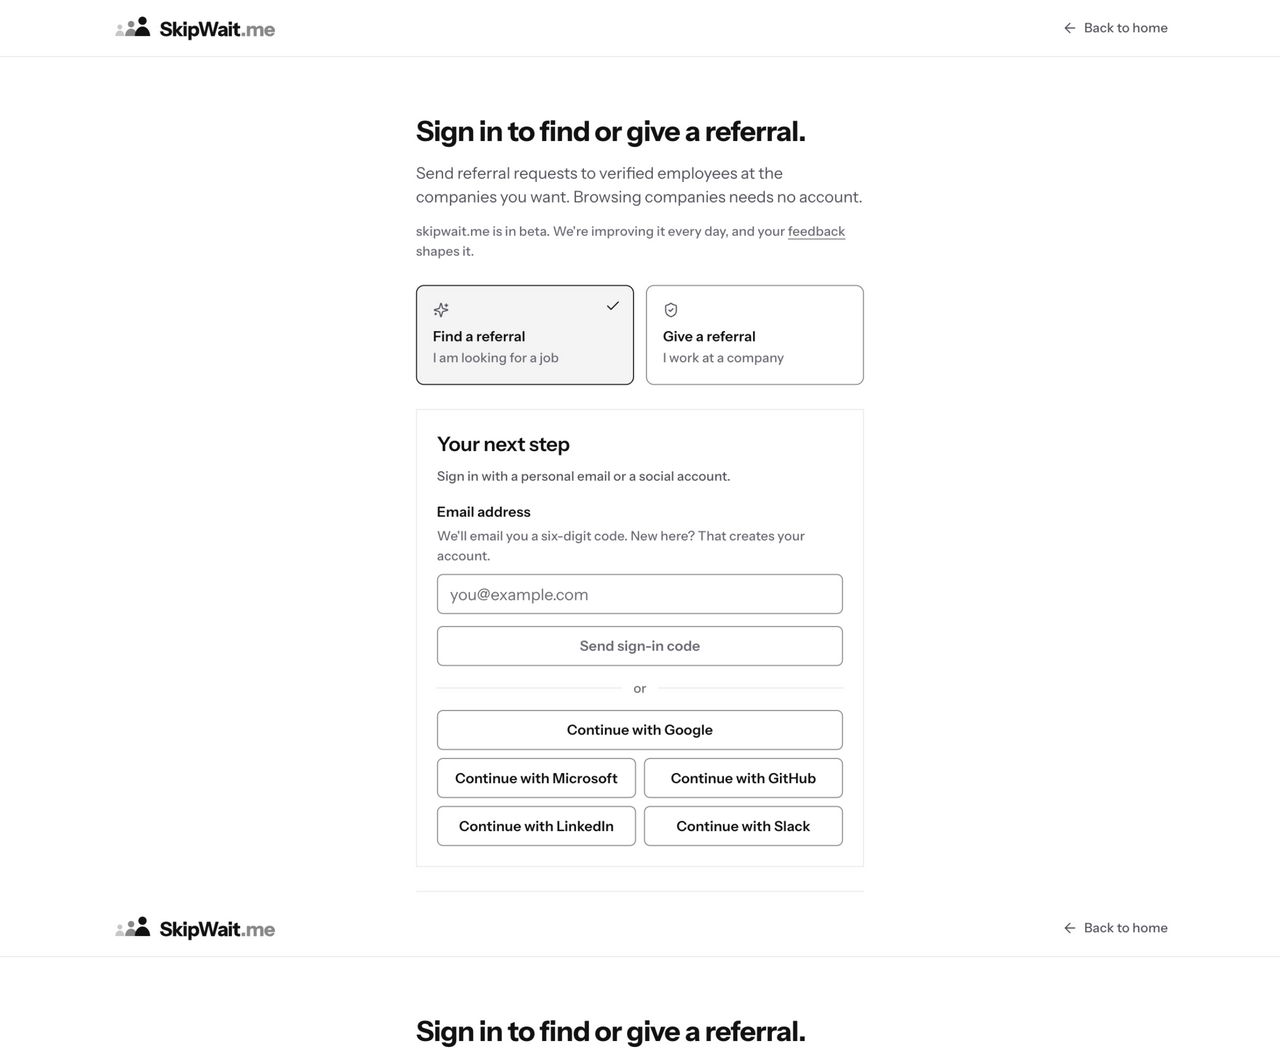 SkipWait.me
Back to home
Sign in to find or give a referral.
Send referral requests to verified employees at the
companies you want. Browsing companies needs no account.
skipwait.me is in beta. We're improving it every day, and your feedback
shapes it.
Find a referral
I am looking for a job
Give a referral
I work at a company
Your next step
Sign in with a personal email or a social account.
Email address
We'll email you a six-digit code. New here? That creates your
account.
you@example.com
Send sign-in code
or
Continue with Google
Continue with Microsoft
Continue with GitHub
Continue with LinkedIn
Continue with Slack
SkipWait.me
Back to home
Sign in to find or give a referral.